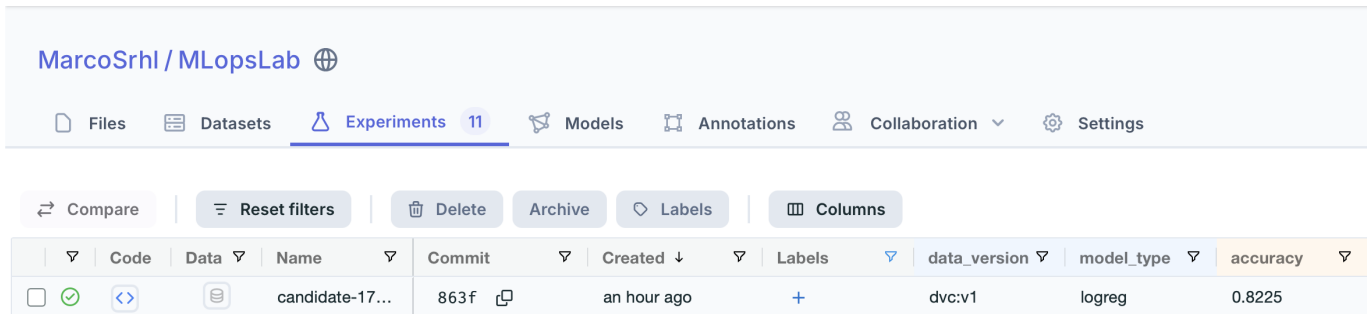 MarcoSrhl / MLopsLab
Files Datasets Experiments 11 Models Annotations Collaboration Settings
Compare Reset filters Delete Archive Labels Columns
Code Data Name Commit Created ↓ Labels data_version model_type accuracy
candidate-17... 863f an hour ago + dvc:v1 logreg 0.8225